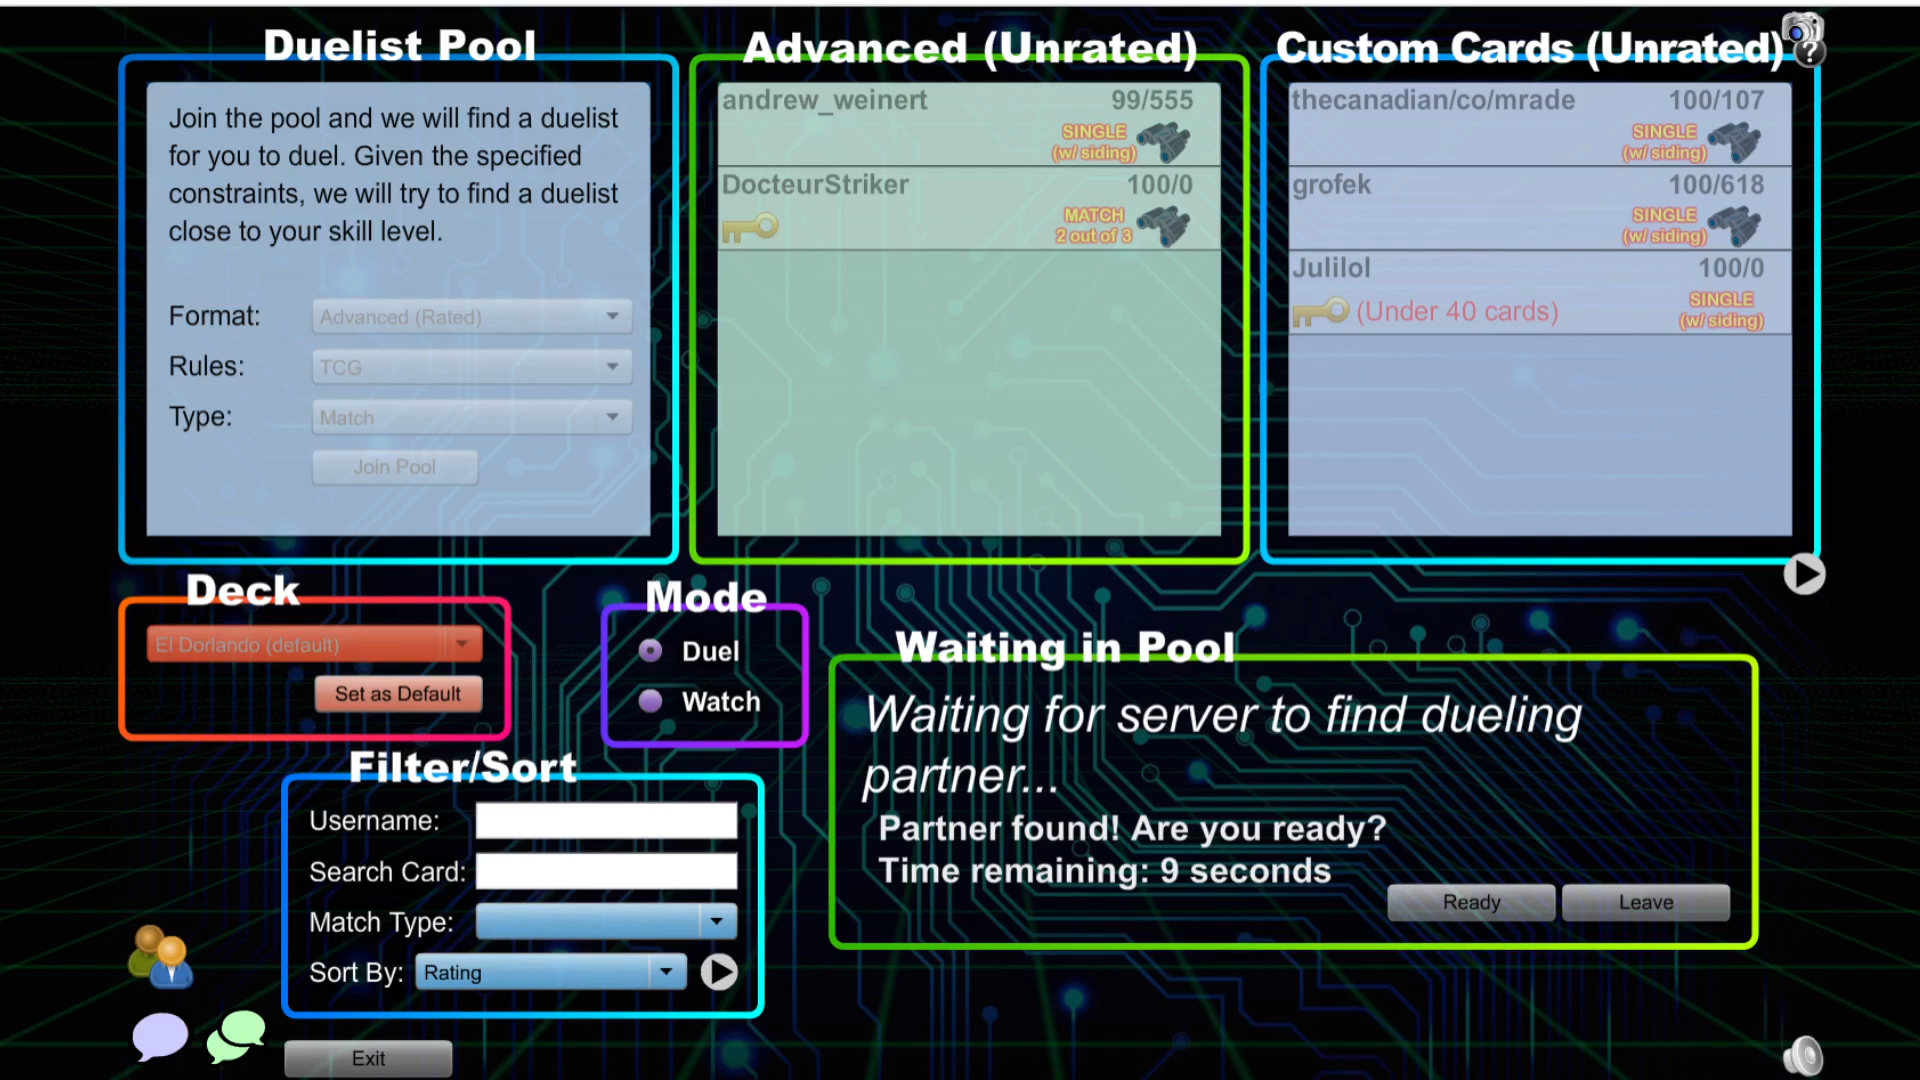 Duelist Pool
Join the pool and we will find a duelist
for you to duel. Given the specified
constraints, we will try to find a duelist
close to your skill level.
Format: Advanced (Rated)
Rules: TCG
Type: Match
Join Pool
Advanced (Unrated)
andrew_weinert 99/555
SINGLE
(w/ siding)
DocteurStriker 100/0
MATCH
2 out of 3
Custom Cards (Unrated)
?
thecanadian/co/mrade 100/107
SINGLE
(w/ siding)
grofek 100/618
SINGLE
(w/ siding)
Julilol 100/0
(Under 40 cards) SINGLE
(w/ siding)
Deck
El Dorlando (default)
Set as Default
Mode
Duel
Watch
Waiting in Pool
Waiting for server to find dueling
partner...
Partner found! Are you ready?
Time remaining: 9 seconds
Ready Leave
Filter/Sort
Username:
Search Card:
Match Type:
Sort By: Rating
Exit